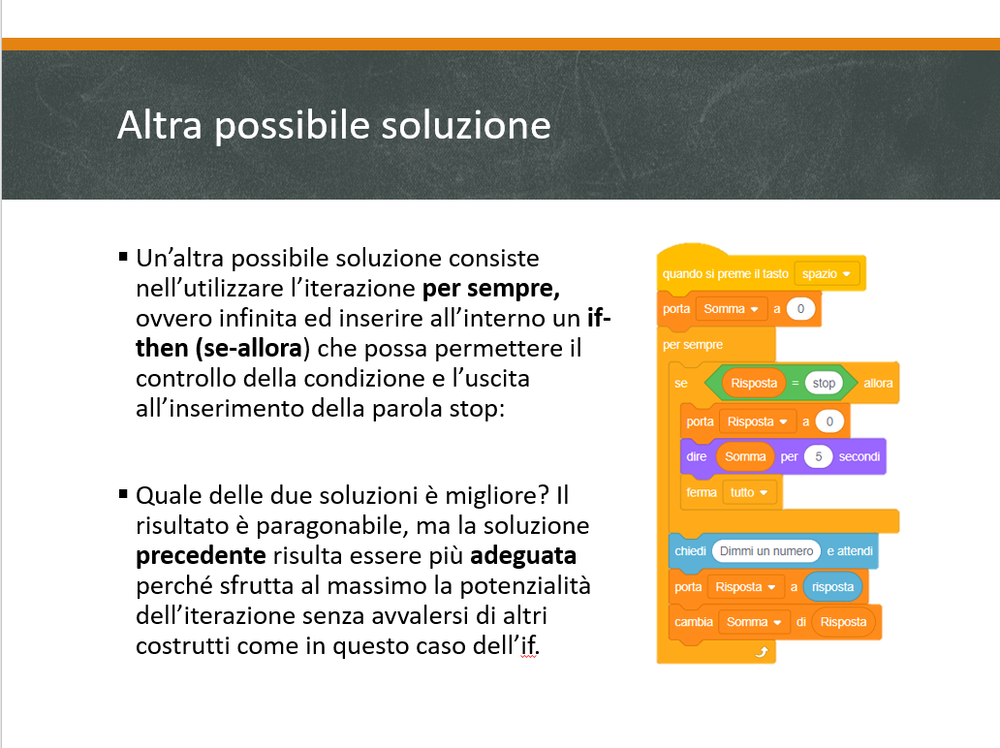 Altra possibile soluzione
▪ Un’altra possibile soluzione consiste
nell’utilizzare l’iterazione per sempre,
ovvero infinita ed inserire all’interno un if-
then (se-allora) che possa permettere il
controllo della condizione e l’uscita
all’inserimento della parola stop:
▪ Quale delle due soluzioni è migliore? Il
risultato è paragonabile, ma la soluzione
precedente risulta essere più adeguata
perché sfrutta al massimo la potenzialità
dell’iterazione senza avvalersi di altri
costrutti come in questo caso dell’if.
quando si preme il tasto spazio
porta Somma a 0
per sempre
se Risposta = stop allora
porta Risposta a 0
dire Somma per 5 secondi
ferma tutto
chiedi Dimmi un numero e attendi
porta Risposta a risposta
cambia Somma di Risposta